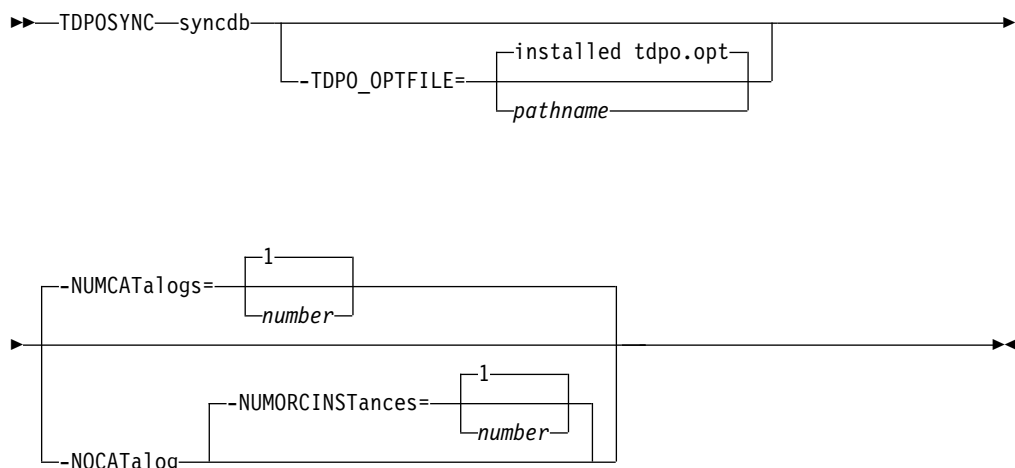 TDPOSYNC syncdb
installed tdpo.opt
-TDPO_OPTFILE=
pathname
1
-NUMCATalogs=
number
1
-NUMORCINSTances=
number
-NOCATalog